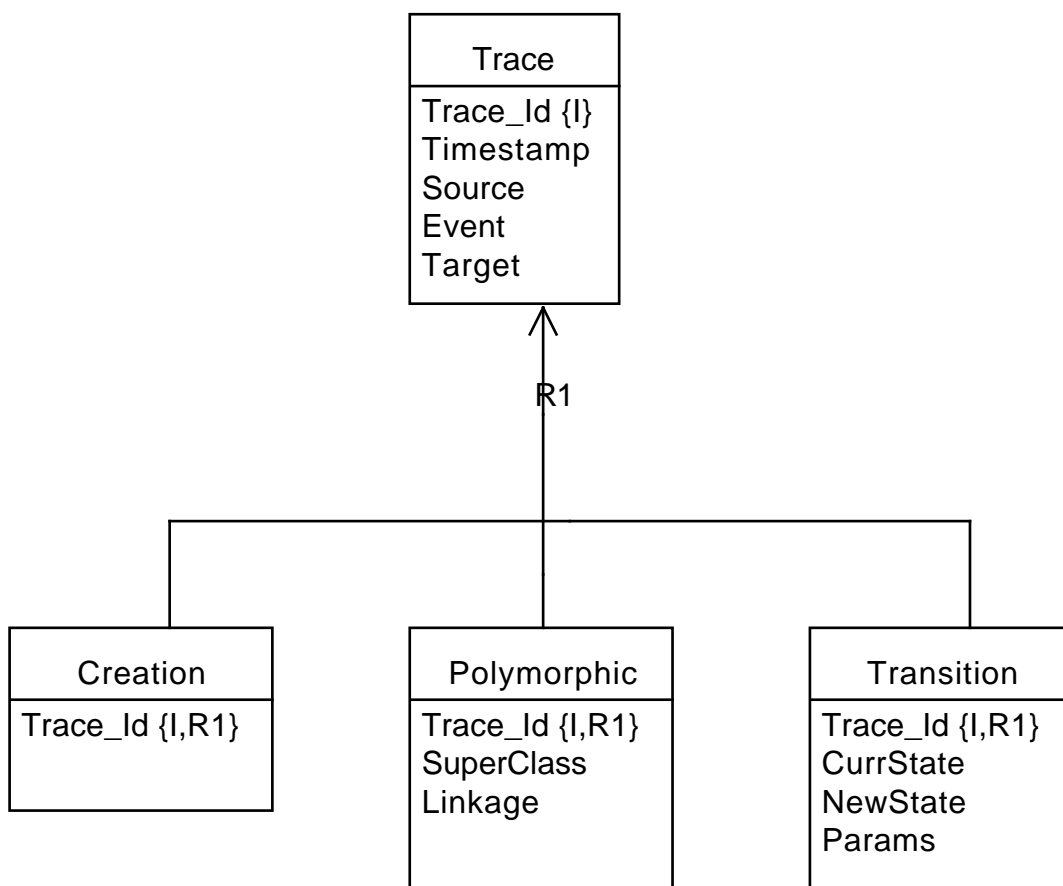 Trace
Trace_Id {I}
Timestamp
Source
Event
Target
R1
Creation
Trace_Id {I,R1}
Polymorphic
Trace_Id {I,R1}
SuperClass
Linkage
Transition
Trace_Id {I,R1}
CurrState
NewState
Params